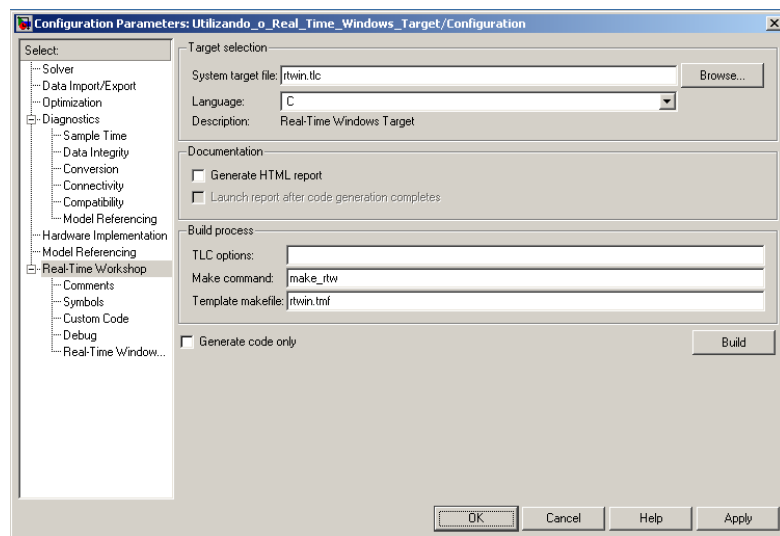 Configuration Parameters: Utilizando_o_Real_Time_Windows_Target/Configuration
Select:
Solver
Data Import/Export
Optimization
Diagnostics
Sample Time
Data Integrity
Conversion
Connectivity
Compatibility
Model Referencing
Hardware Implementation
Model Referencing
Real-Time Workshop
Comments
Symbols
Custom Code
Debug
Real-Time Window...
Target selection
System target file: rtwin.tlc Browse...
Language: C
Description: Real-Time Windows Target
Documentation
Generate HTML report
Launch report after code generation completes
Build process
TLC options:
Make command: make_rtw
Template makefile: rtwin.tmf
Generate code only Build
OK Cancel Help Apply